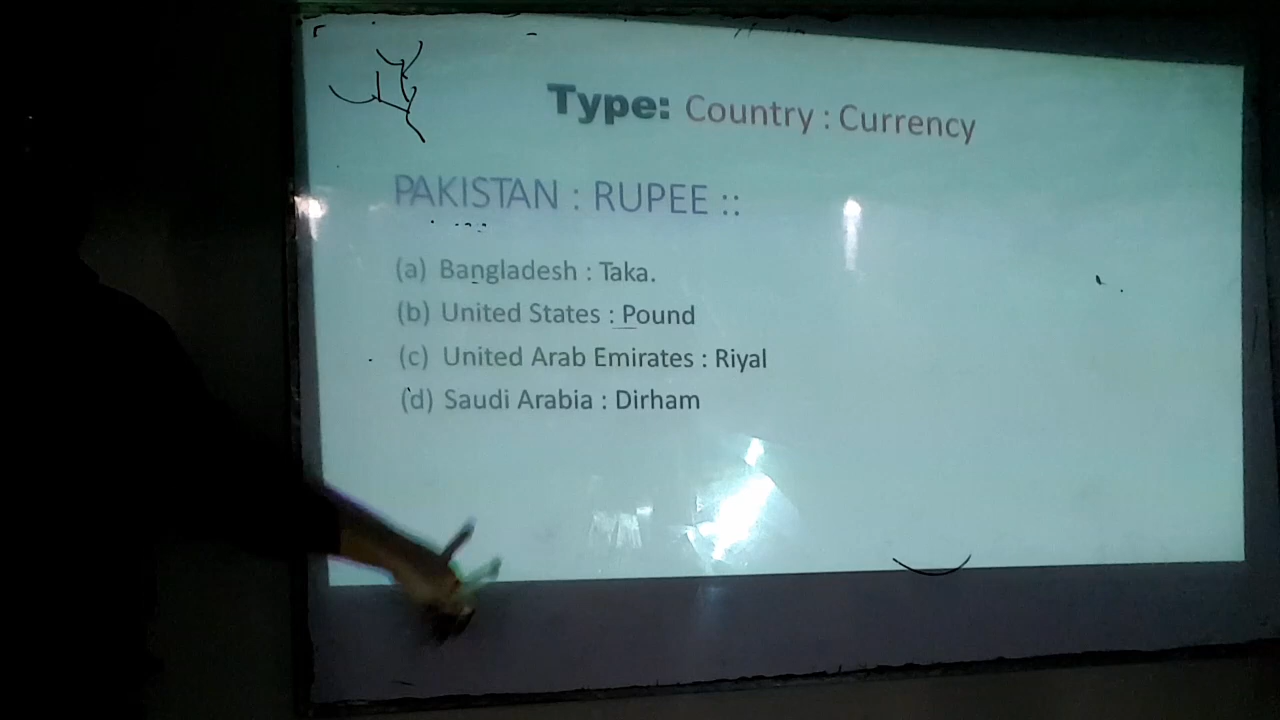 Type: Country : Currency
PAKISTAN : RUPEE ::
(a) Bangladesh : Taka.
(b) United States : Pound
(c) United Arab Emirates : Riyal
(d) Saudi Arabia : Dirham